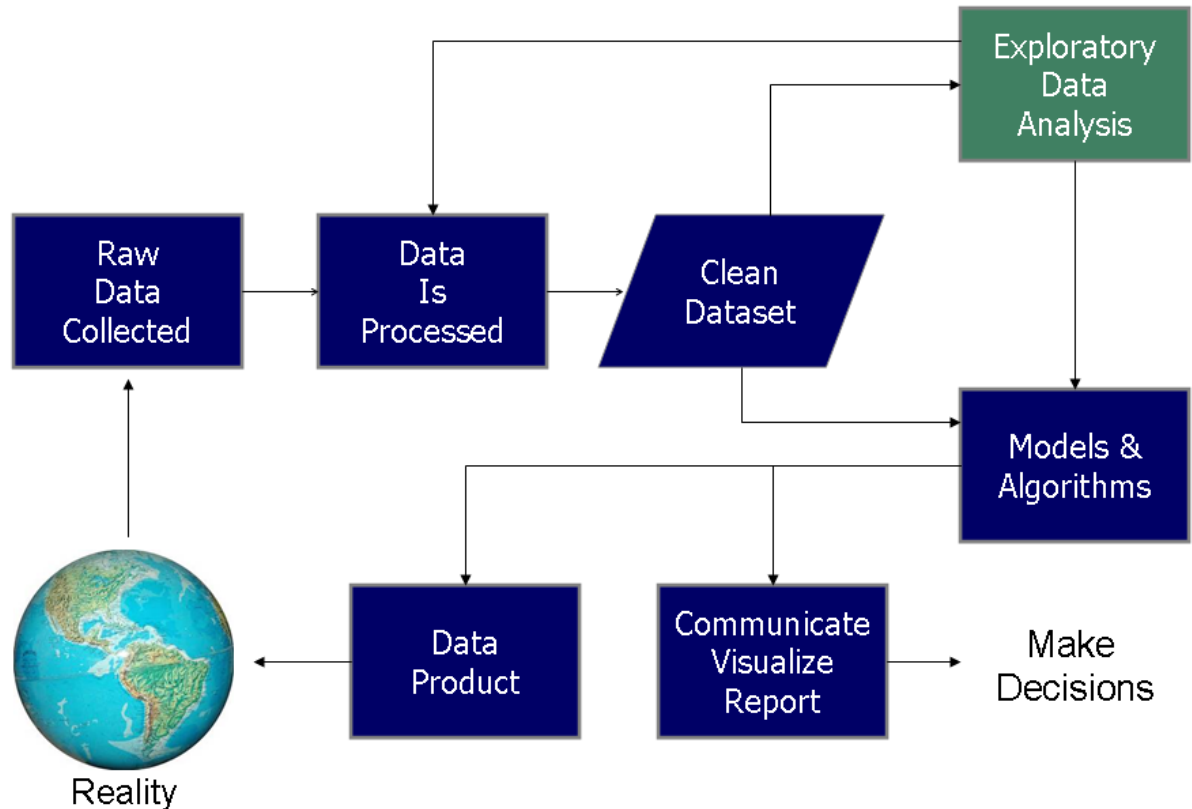 Exploratory
Data
Analysis
Raw
Data
Collected
Data
Is
Processed
Clean
Dataset
Models &
Algorithms
Data
Product
Communicate
Visualize
Report
Make
Decisions
Reality